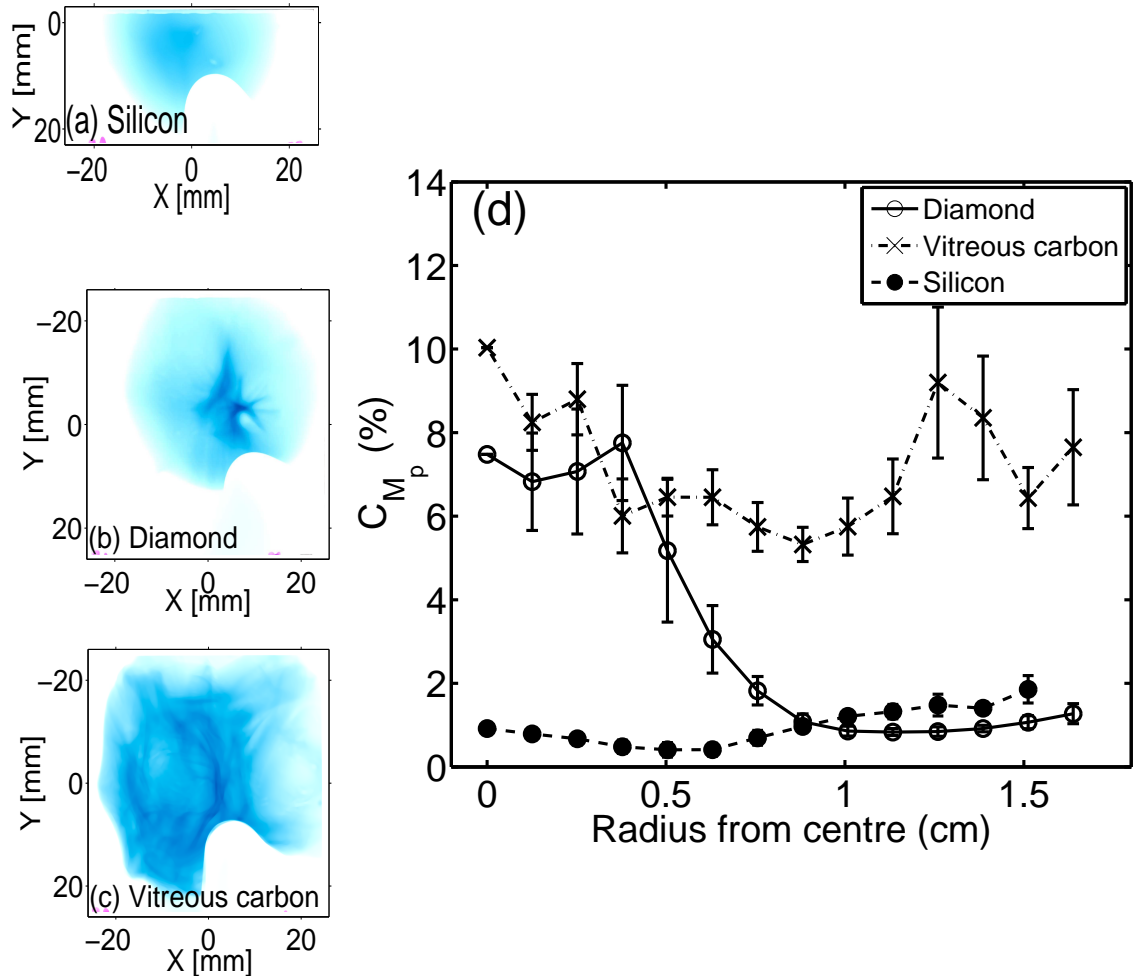 0
20
Y [mm]
(a) Silicon
−20 0 20
X [mm]
−20
0
20
Y [mm]
(b) Diamond
−20 0 20
X [mm]
−20
0
20
Y [mm]
(c) Vitreous carbon
−20 0 20
X [mm]
(d)
14
12
10
8
6
4
2
0
C_{M_p} (%)
0 0.5 1 1.5
Radius from centre (cm)
Diamond
Vitreous carbon
Silicon